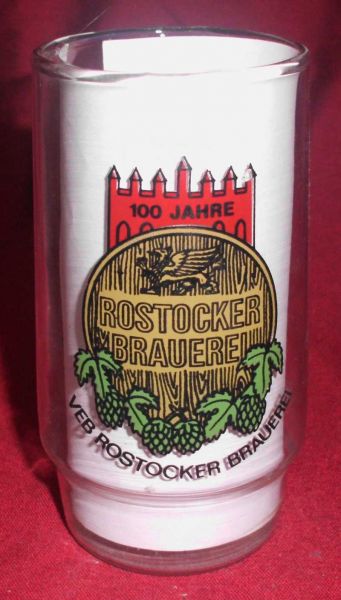 100 JAHRE
ROSTOCKER
BRAUEREI
VEB ROSTOCKER BRAUEREI